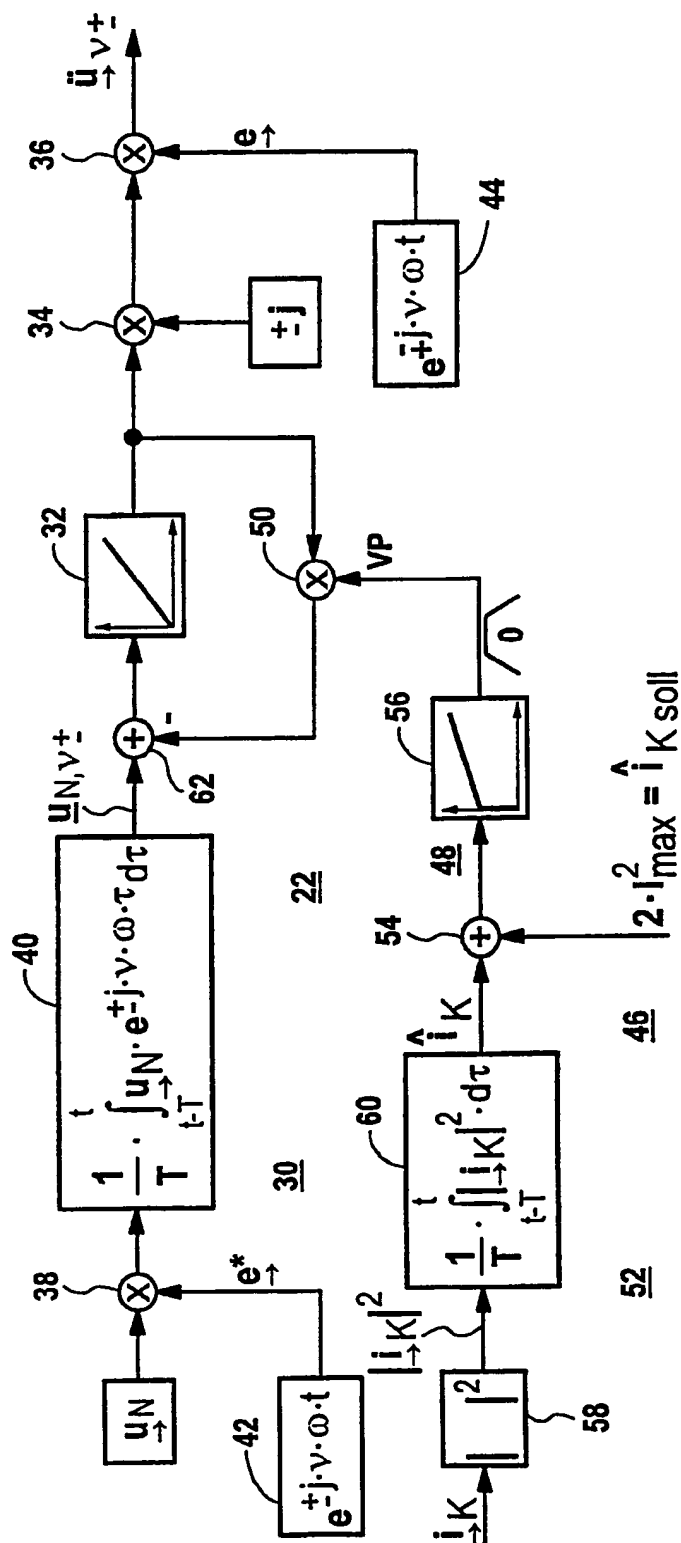 u_N
38
e*
e^{∓j·ν·ω·t}
42
40
1/T · ∫_{t-T}^{t} u_N · e^{∓j·ν·ω·τ} dτ
30
u_{N,ν±}
+
62
-
22
32
X
50
VP
34
X
±j
36
X
e
e^{±j·ν·ω·t}
44
ü_{ν±}
i_K
| |²
58
|i_K|²
60
1/T · ∫_{t-T}^{t} |i_K|² · dτ
52
î_K
54
+
48
46
2·I²_max = î_{K soll}
56
0